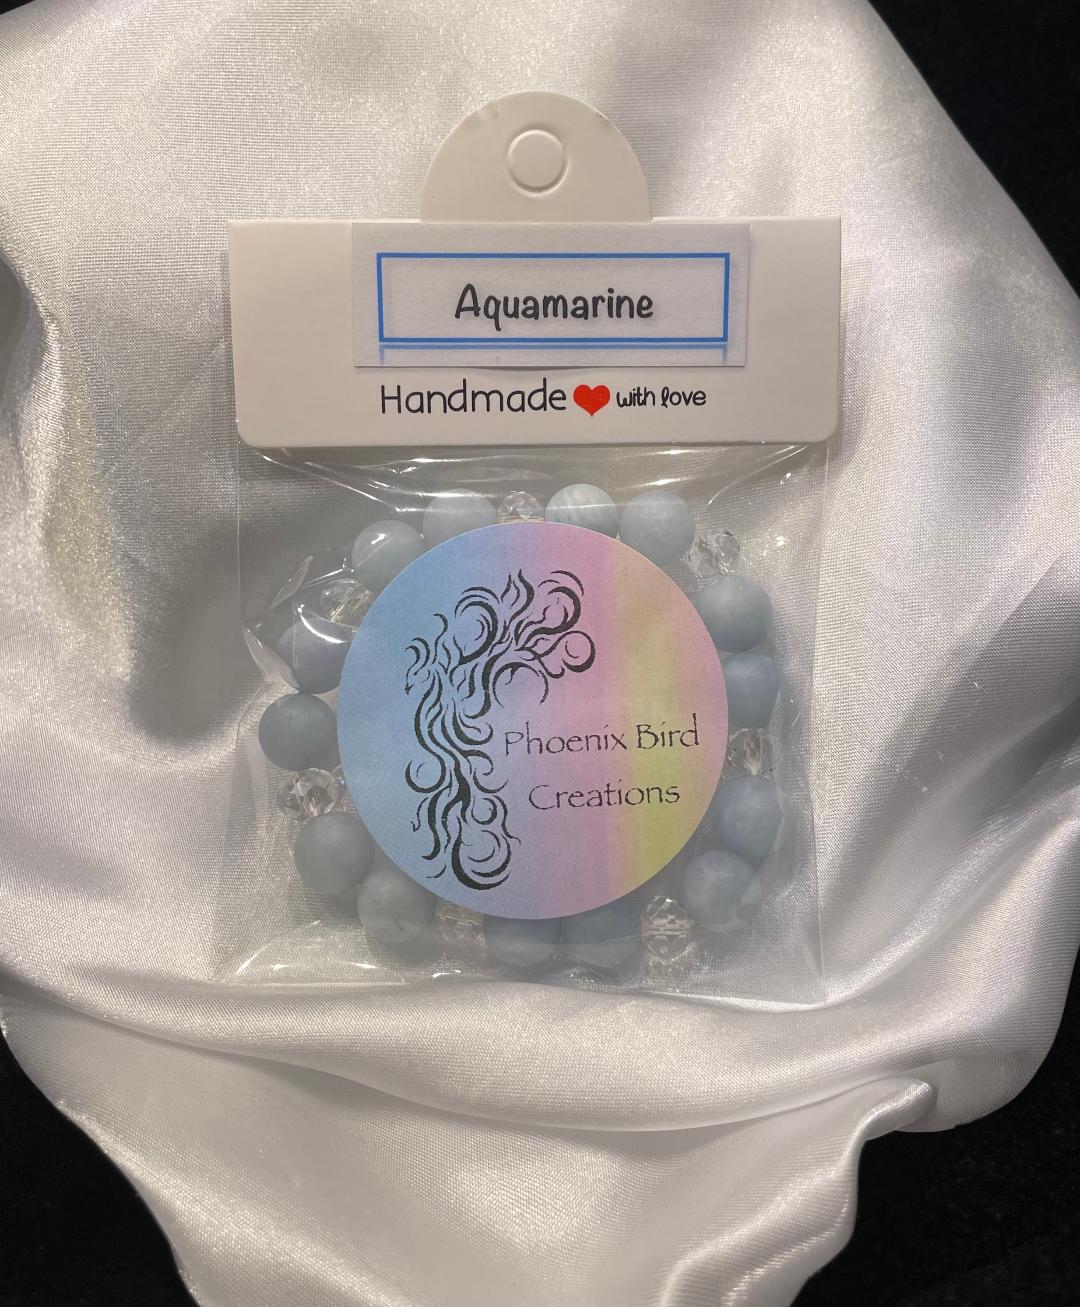 Aquamarine
Handmade ❤ with love
Phoenix Bird
Creations